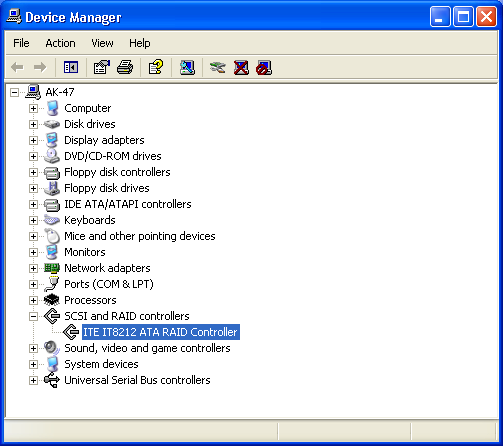 Device Manager
File Action View Help
AK-47
Computer
Disk drives
Display adapters
DVD/CD-ROM drives
Floppy disk controllers
Floppy disk drives
IDE ATA/ATAPI controllers
Keyboards
Mice and other pointing devices
Monitors
Network adapters
Ports (COM & LPT)
Processors
SCSI and RAID controllers
ITE IT8212 ATA RAID Controller
Sound, video and game controllers
System devices
Universal Serial Bus controllers